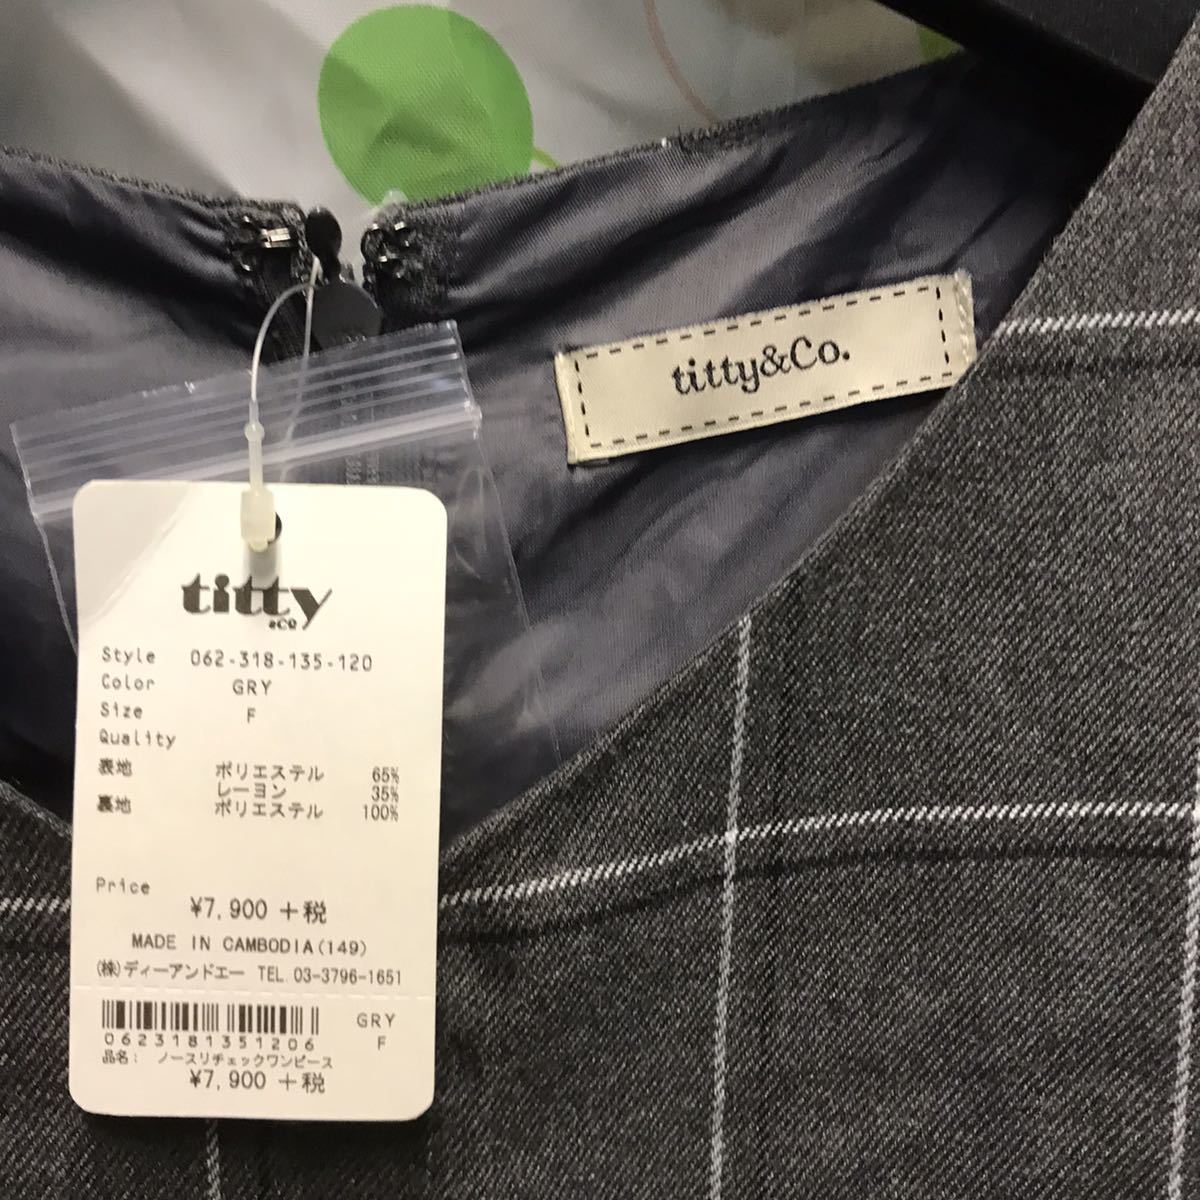 titty&Co.
titty
&CO
Style 062-318-135-120
Color GRY
Size F
Quality
表地 ポリエステル 65%
レーヨン 35%
裏地 ポリエステル 100%
Price
¥7,900 +税
MADE IN CAMBODIA(149)
(株)ディーアンドエー TEL.03-3796-1651
GRY
0623181351206 F
品名: ノースリチェックワンピース
¥7,900 +税